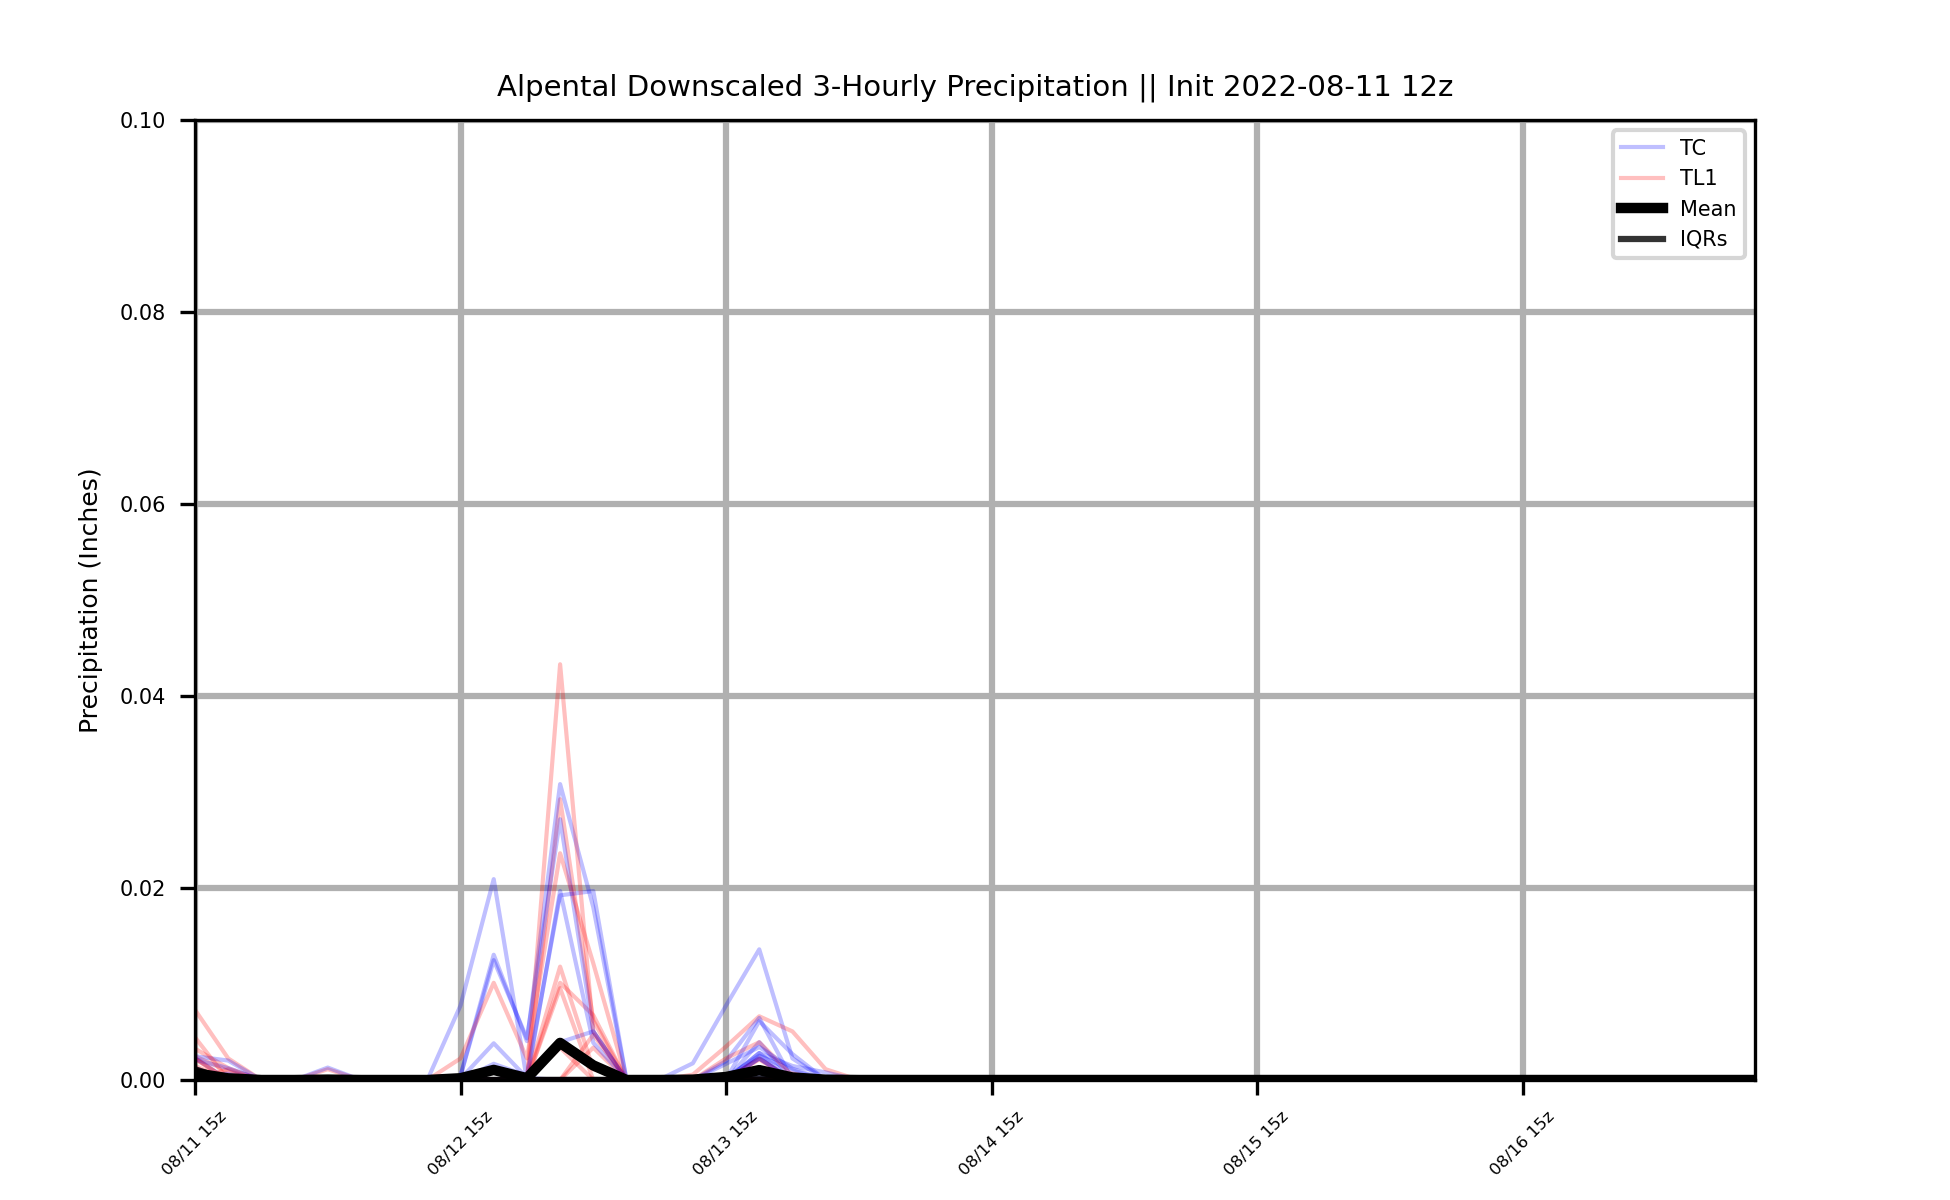 Alpental Downscaled 3-Hourly Precipitation || Init 2022-08-11 12z
0.10
0.08
0.06
0.04
0.02
0.00
Precipitation (Inches)
TC
TL1
Mean
IQRs
08/11 15z
08/12 15z
08/13 15z
08/14 15z
08/15 15z
08/16 15z